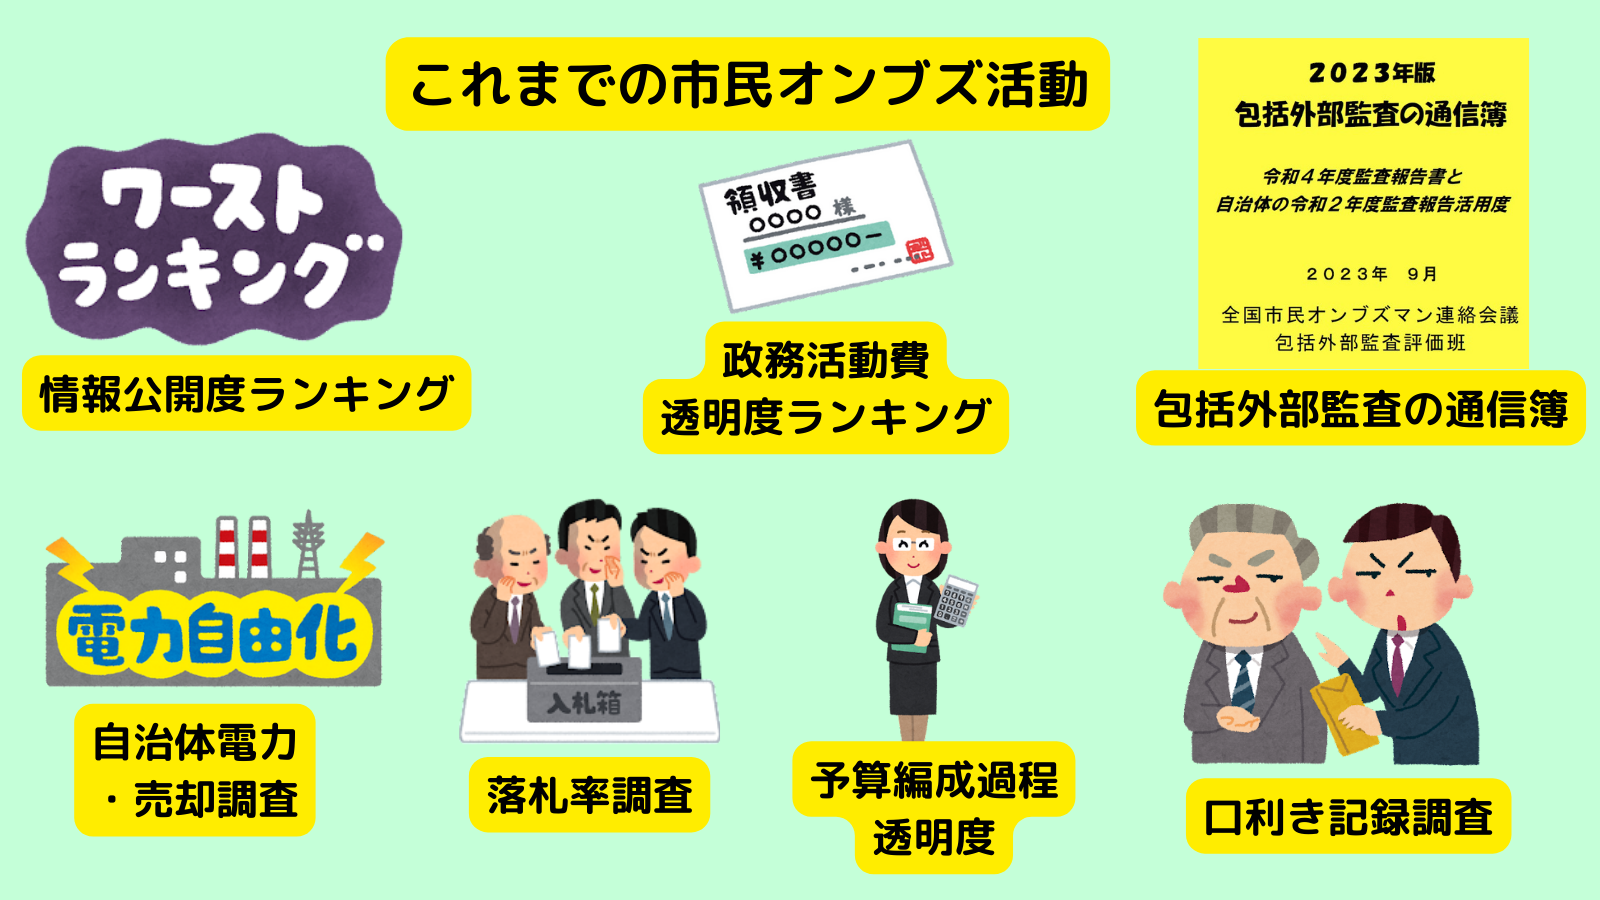 これまでの市民オンブズ活動
ワースト
ランキング
情報公開度ランキング
領収書
○○○○ 様
¥ ○○○○○ー
政務活動費
透明度ランキング
2023年版
包括外部監査の通信簿
令和4年度監査報告書と
自治体の令和2年度監査報告活用度
2023年 9月
全国市民オンブズマン連絡会議
包括外部監査評価班
包括外部監査の通信簿
電力自由化
自治体電力
・売却調査
入札箱
落札率調査
予算編成過程
透明度
口利き記録調査